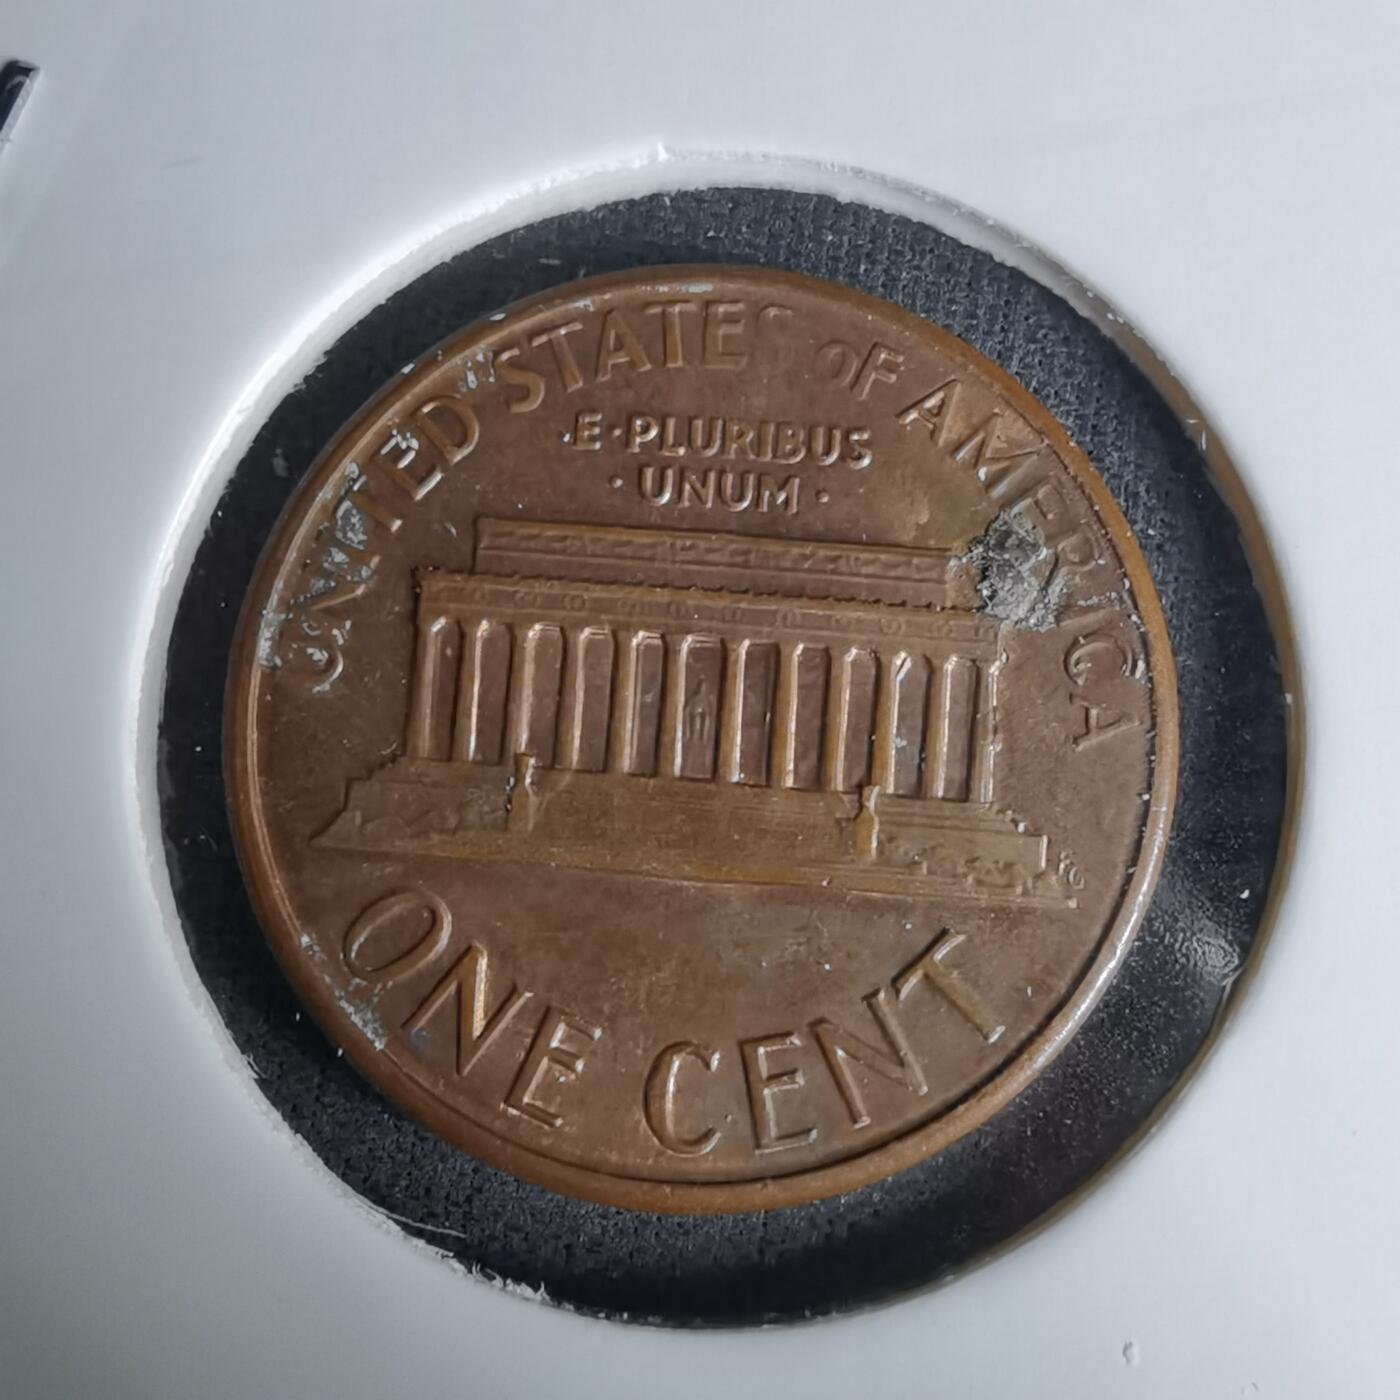 UNITED STATES OF AMERICA
E·PLURIBUS
·UNUM·
ONE CENT